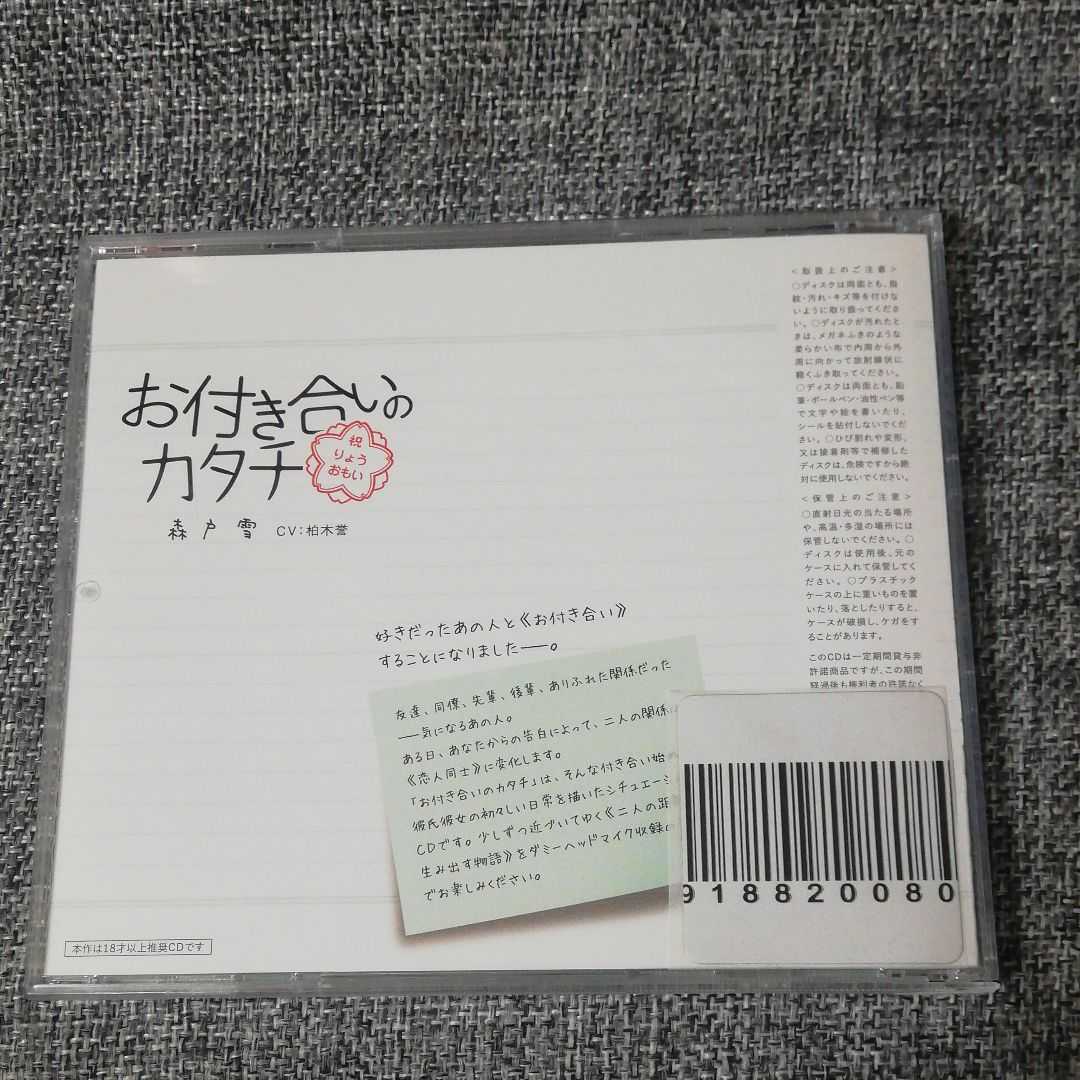 お付き合いの
カタチ
祝
りょう
おもい
森戸雪 CV：柏木誉
好きだったあの人と《お付き合い》
することになりました——。
友達、同僚、先輩、後輩、ありふれた関係だった
——気になるあの人。
ある日、あなたからの告白によって、二人の関係は
《恋人同士》に変化します。
「お付き合いのカタチ」は、そんな付き合い始
彼氏彼女の初々しい日常を描いたシチュエーシ
CDです。少しずつ近づいてゆく《二人の距
生み出す物語》をダミーヘッドマイク収録
でお楽しみください。
本作は18才以上推奨CDです
＜取扱上のご注意＞
○ディスクは両面とも、指
紋・汚れ・キズ等を付けな
いように取り扱ってくださ
い。○ディスクが汚れたと
きは、メガネふきのような
柔らかい布で内周から外
周に向かって放射線状に
軽くふき取ってください。
○ディスクは両面とも、鉛
筆・ボールペン・油性ペン等
で文字や絵を書いたり、
シールを貼付しないでくだ
さい。○ひび割れや変形、
又は接着剤等で補修した
ディスクは、危険ですから絶
対に使用しないでください。
＜保管上のご注意＞
○直射日光の当たる場所
や、高温・多湿の場所には
保管しないでください。○
ディスクは使用後、元の
ケースに入れて保管してく
ださい。○プラスチック
ケースの上に重いものを置
いたり、落としたりすると、
ケースが破損し、ケガをす
ることがあります。
このCDは一定期間貸与非
許諾商品ですが、この期間
経過後も権利者の許諾なく
918820080